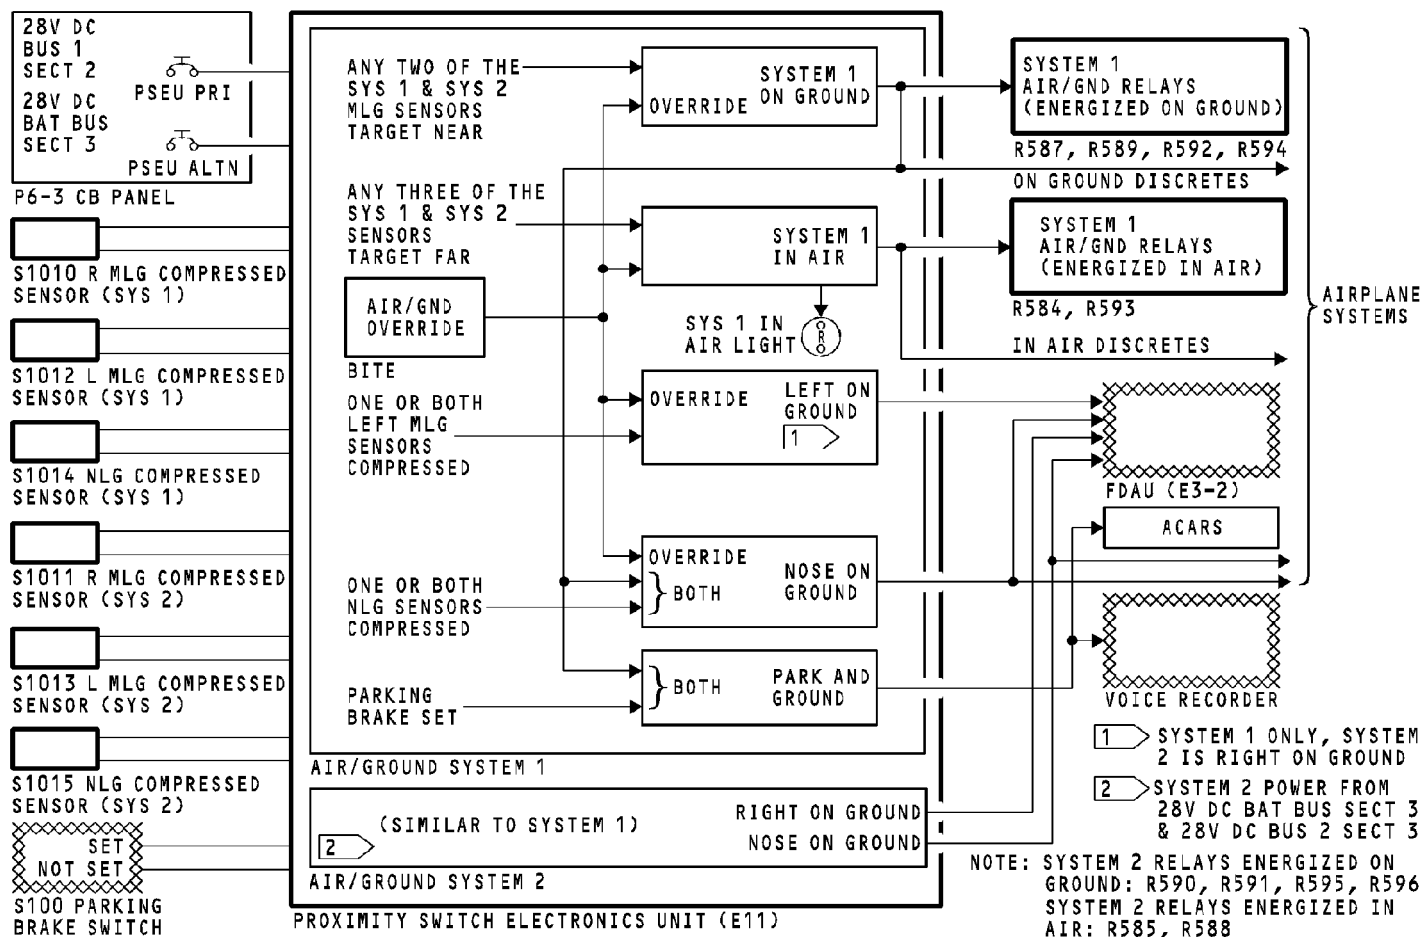 28V DC
BUS 1
SECT 2
PSEU PRI
28V DC
BAT BUS
SECT 3
PSEU ALTN
P6-3 CB PANEL
S1010 R MLG COMPRESSED
SENSOR (SYS 1)
S1012 L MLG COMPRESSED
SENSOR (SYS 1)
S1014 NLG COMPRESSED
SENSOR (SYS 1)
S1011 R MLG COMPRESSED
SENSOR (SYS 2)
S1013 L MLG COMPRESSED
SENSOR (SYS 2)
S1015 NLG COMPRESSED
SENSOR (SYS 2)
SET
NOT SET
S100 PARKING
BRAKE SWITCH
ANY TWO OF THE
SYS 1 & SYS 2
MLG SENSORS
TARGET NEAR
ANY THREE OF THE
SYS 1 & SYS 2
SENSORS
TARGET FAR
AIR/GND
OVERRIDE
BITE
ONE OR BOTH
LEFT MLG
SENSORS
COMPRESSED
ONE OR BOTH
NLG SENSORS
COMPRESSED
PARKING
BRAKE SET
SYSTEM 1
ON GROUND
OVERRIDE
SYSTEM 1
IN AIR
SYS 1 IN
AIR LIGHT
O
R
O
OVERRIDE
LEFT ON
GROUND
1
OVERRIDE
BOTH
NOSE ON
GROUND
BOTH
PARK AND
GROUND
AIR/GROUND SYSTEM 1
(SIMILAR TO SYSTEM 1)
2
RIGHT ON GROUND
NOSE ON GROUND
AIR/GROUND SYSTEM 2
PROXIMITY SWITCH ELECTRONICS UNIT (E11)
SYSTEM 1
AIR/GND RELAYS
(ENERGIZED ON GROUND)
R587, R589, R592, R594
ON GROUND DISCRETES
SYSTEM 1
AIR/GND RELAYS
(ENERGIZED IN AIR)
R584, R593
IN AIR DISCRETES
AIRPLANE
SYSTEMS
FDAU (E3-2)
ACARS
VOICE RECORDER
1 SYSTEM 1 ONLY, SYSTEM
2 IS RIGHT ON GROUND
2 SYSTEM 2 POWER FROM
28V DC BAT BUS SECT 3
& 28V DC BUS 2 SECT 3
NOTE: SYSTEM 2 RELAYS ENERGIZED ON
GROUND: R590, R591, R595, R596
SYSTEM 2 RELAYS ENERGIZED IN
AIR: R585, R588